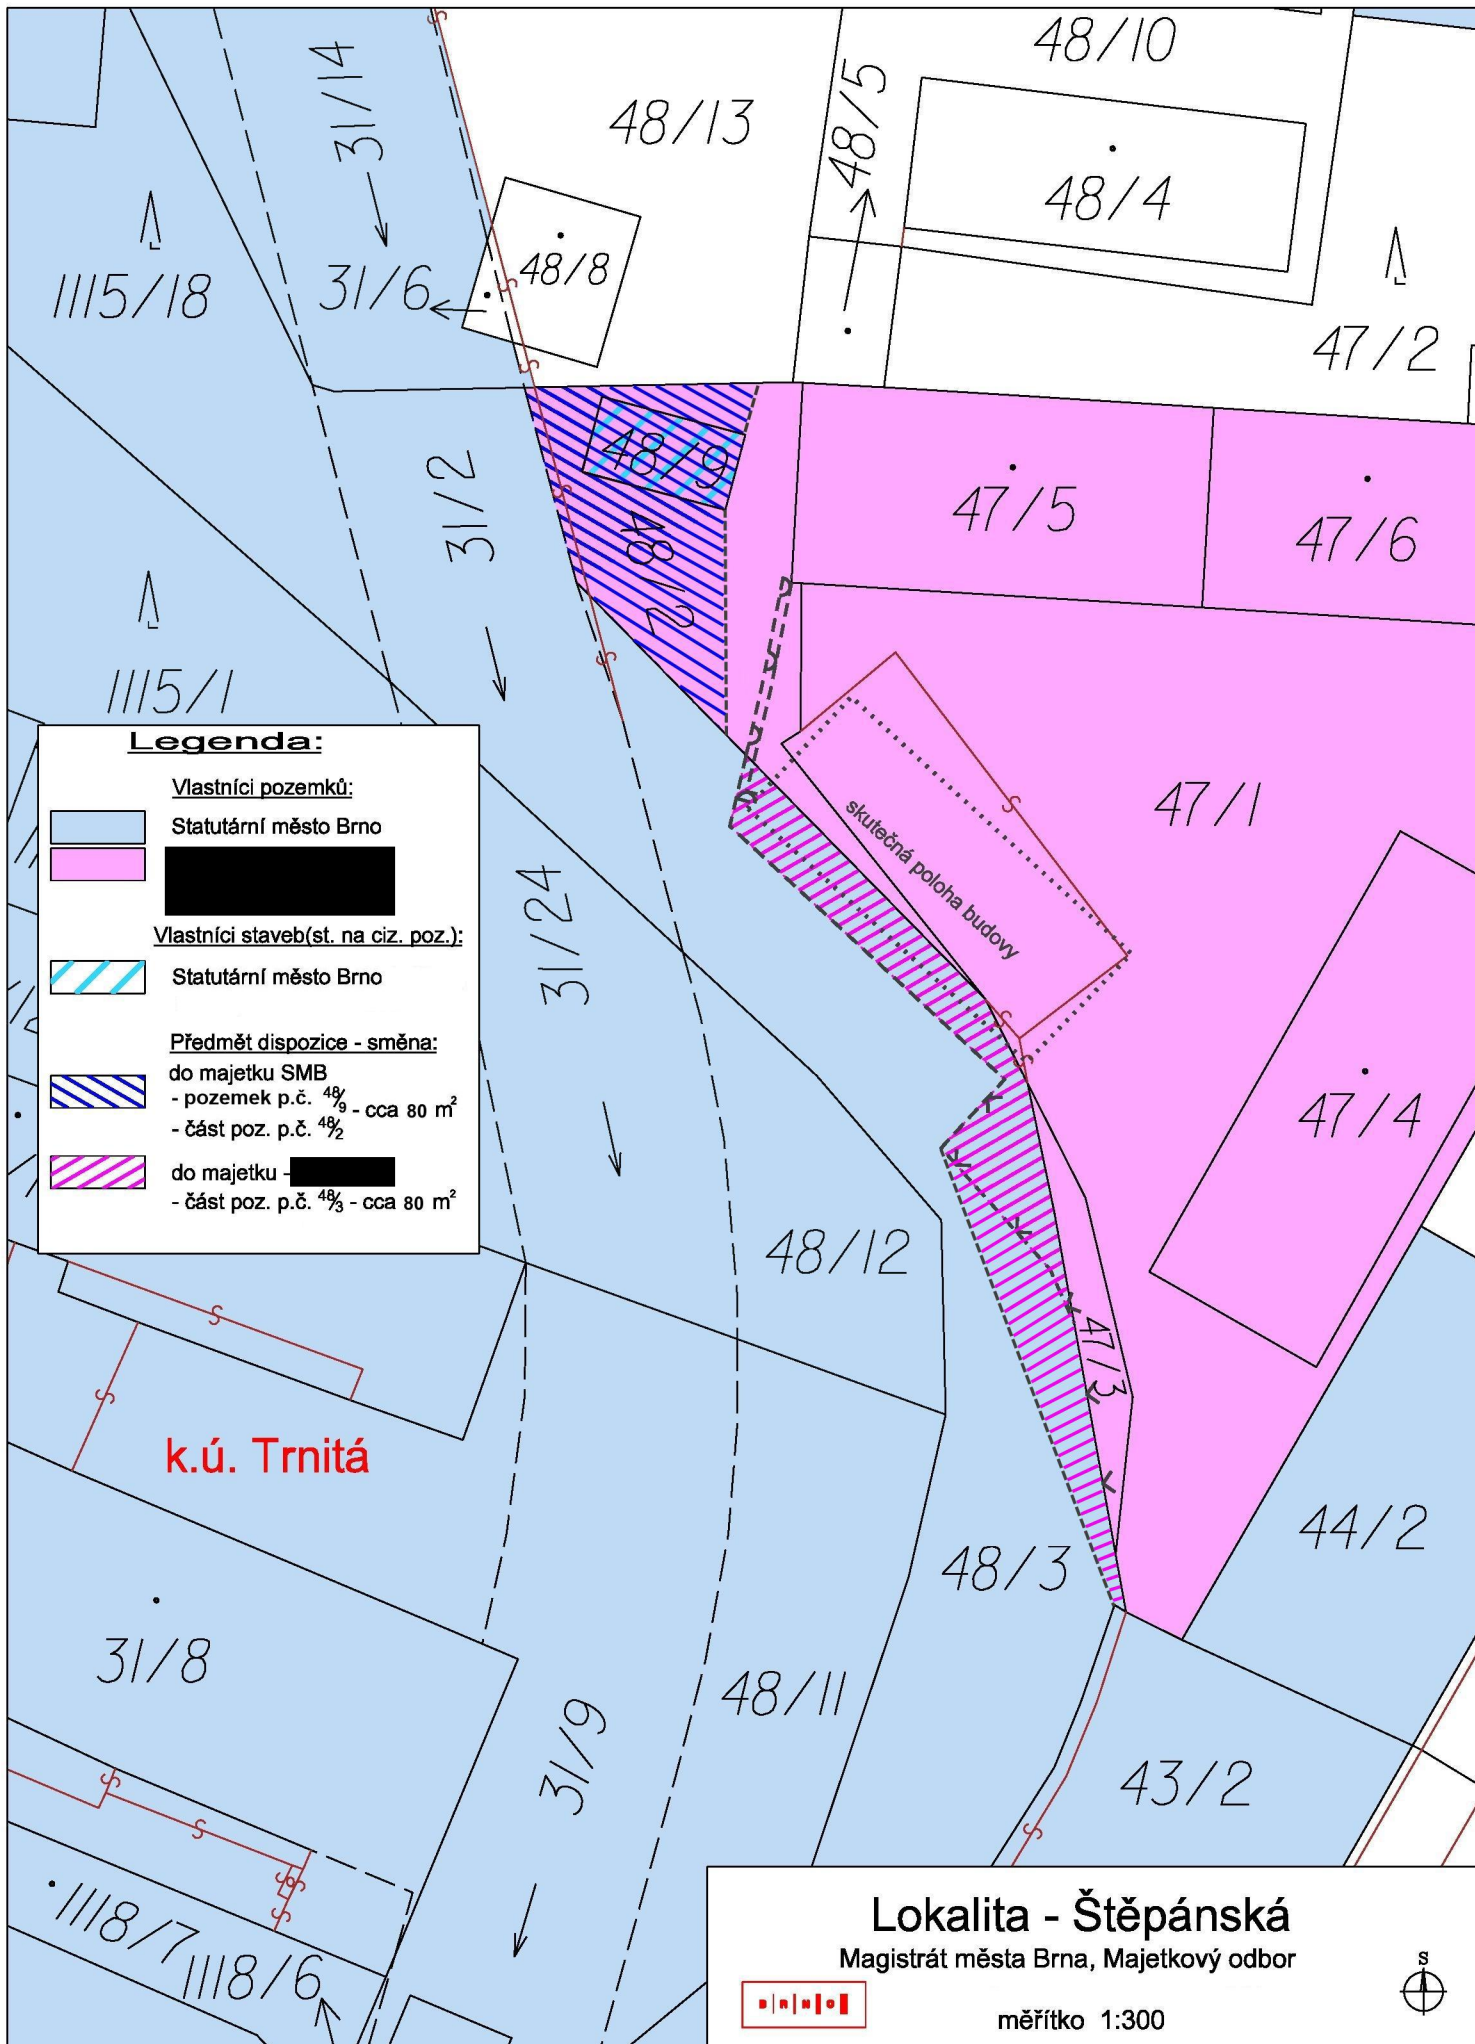 48/10
31/14
48/13
48/5
48/4
48/8
1115/18
31/6
47/2
48/9
31/2
47/5
47/6
48/2
1115/1
Legenda:
Vlastníci pozemků:
Statutární město Brno
Vlastníci staveb(st. na ciz. poz.):
Statutární město Brno
Předmět dispozice - směna:
do majetku SMB
- pozemek p.č. 48/9 - cca 80 m²
- část poz. p.č. 48/2
do majetku -
- část poz. p.č. 48/3 - cca 80 m²
47/1
skutečná poloha budovy
31/24
47/4
48/12
47/3
k.ú. Trnitá
44/2
48/3
31/8
48/11
31/9
43/2
1118/7
1118/6
Lokalita - Štěpánská
Magistrát města Brna, Majetkový odbor
S
BRNO
měřítko 1:300